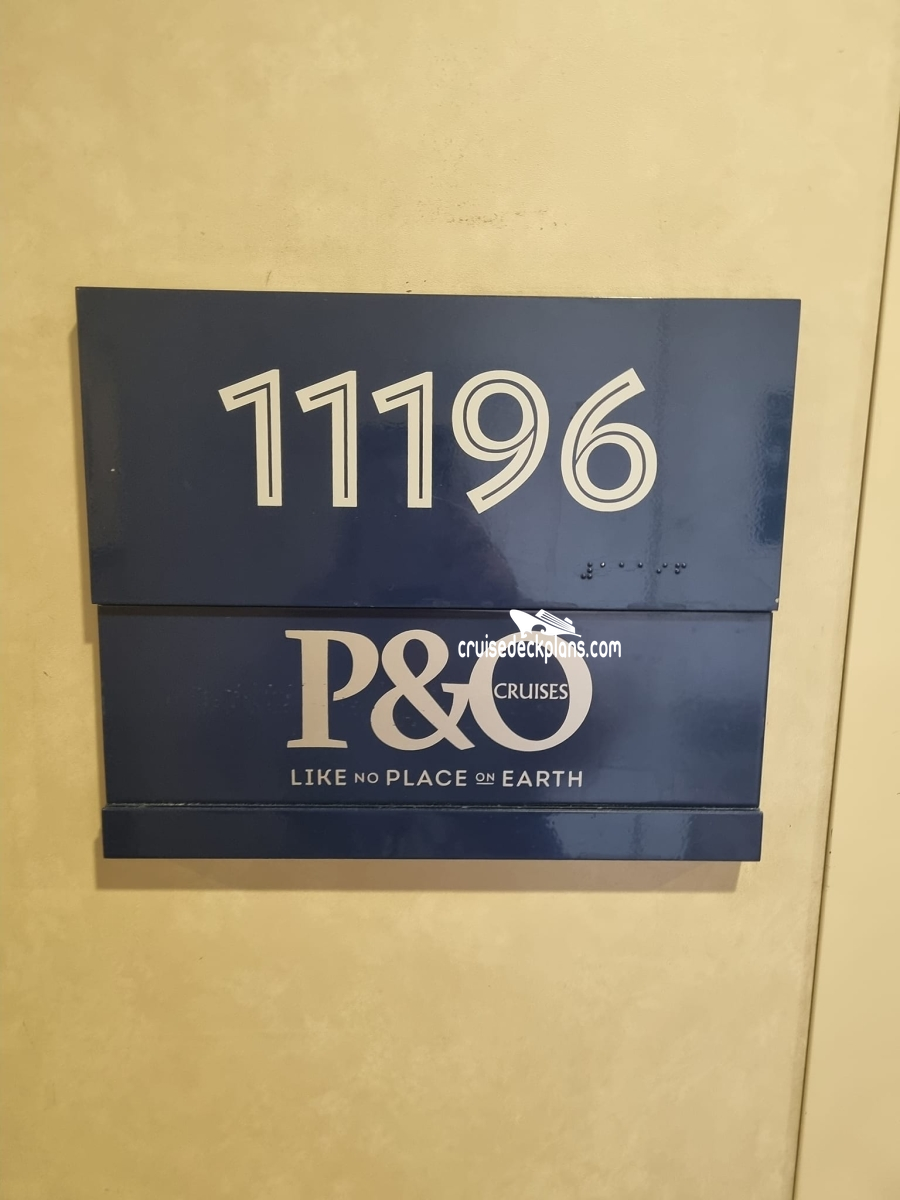 11196
⠼⠁⠁⠁⠊⠋
cruisedeckplans.com
P&O
CRUISES
LIKE NO PLACE ON EARTH